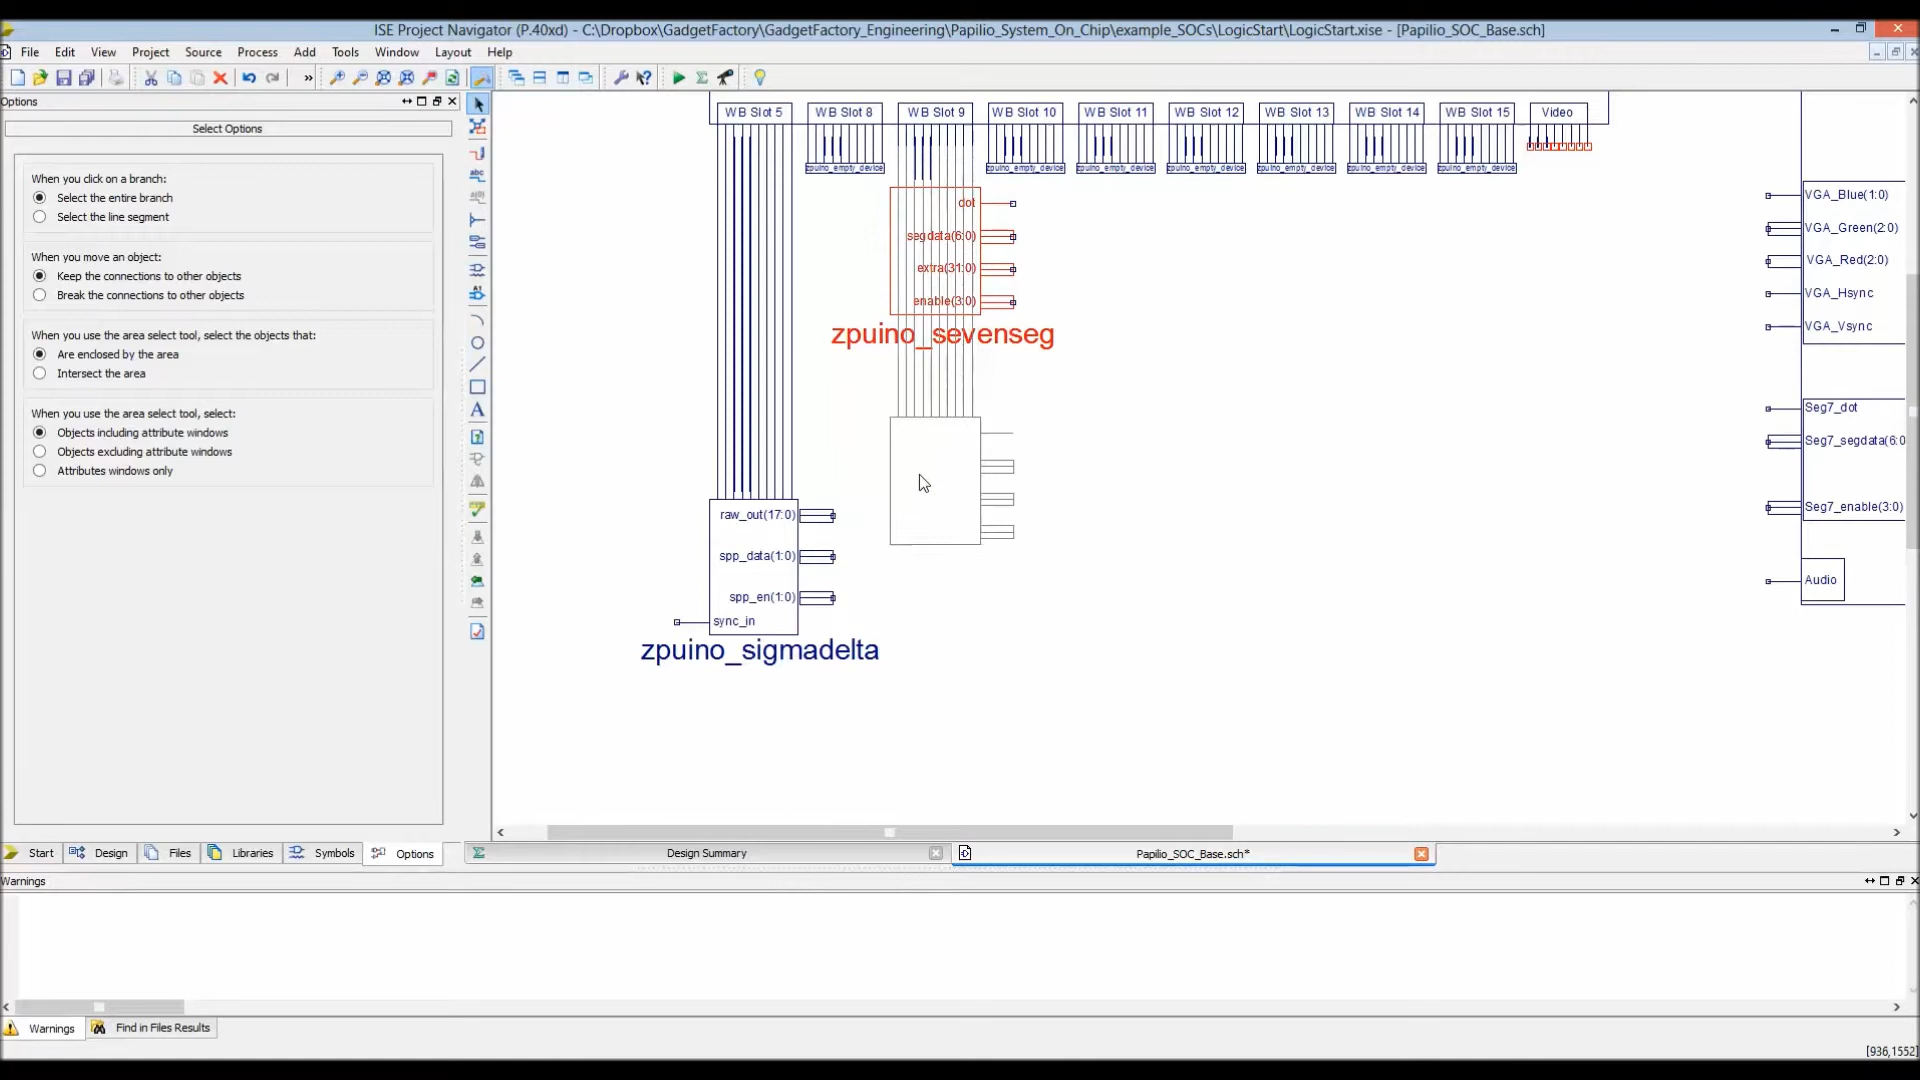 ISE Project Navigator (P.40xd) - C:\Dropbox\GadgetFactory\GadgetFactory_Engineering\Papilio_System_On_Chip\example_SOCs\LogicStart\LogicStart.xise - [Papilio_SOC_Base.sch]
File Edit View Project Source Process Add Tools Window Layout Help
Options
Select Options
When you click on a branch:
Select the entire branch
Select the line segment
When you move an object:
Keep the connections to other objects
Break the connections to other objects
When you use the area select tool, select the objects that:
Are enclosed by the area
Intersect the area
When you use the area select tool, select:
Objects including attribute windows
Objects excluding attribute windows
Attributes windows only
WB Slot 5 WB Slot 8 WB Slot 9 WB Slot 10 WB Slot 11 WB Slot 12 WB Slot 13 WB Slot 14 WB Slot 15 Video
zpuino_empty_device zpuino_empty_device zpuino_empty_device zpuino_empty_device zpuino_empty_device zpuino_empty_device zpuino_empty_device
dot
segdata(6:0)
extra(31:0)
enable(3:0)
zpuino_sevenseg
raw_out(17:0)
spp_data(1:0)
spp_en(1:0)
sync_in
zpuino_sigmadelta
VGA_Blue(1:0)
VGA_Green(2:0)
VGA_Red(2:0)
VGA_Hsync
VGA_Vsync
Seg7_dot
Seg7_segdata(6:0
Seg7_enable(3:0)
Audio
Start Design Files Libraries Symbols Options
Design Summary Papilio_SOC_Base.sch*
Warnings
Warnings Find in Files Results
[936,1552]